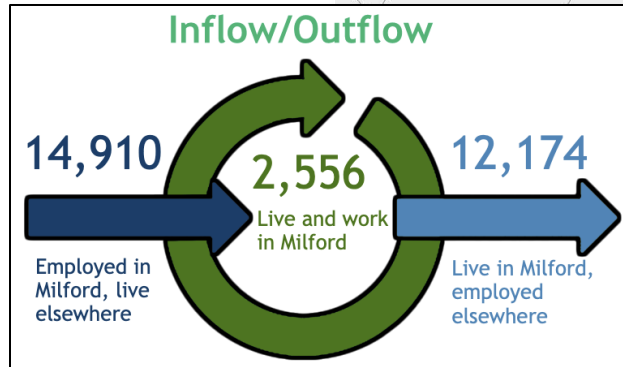 Inflow/Outflow
14,910
Employed in
Milford, live
elsewhere
2,556
Live and work
in Milford
12,174
Live in Milford,
employed
elsewhere